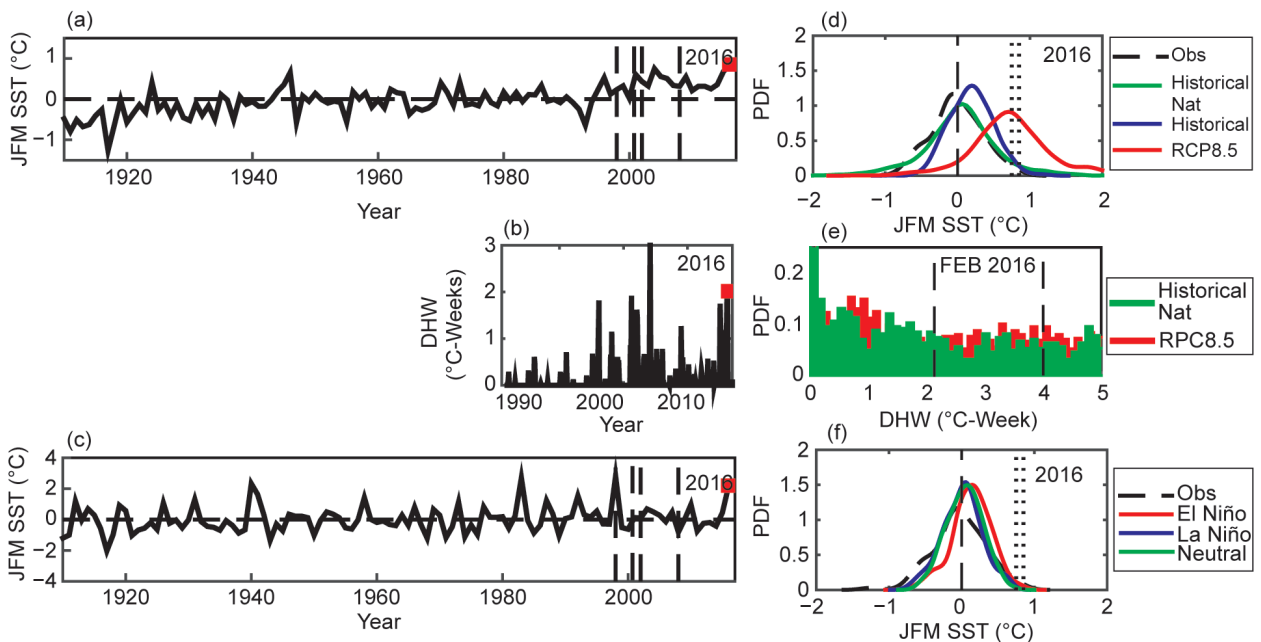 (a)
JFM SST (°C)
1
0
−1
2016
1920
1940
1960
1980
2000
Year
(d)
PDF
2
1.5
1
0.5
0
2016
−2
−1
0
1
2
JFM SST (°C)
Obs
Historical
Nat
Historical
RCP8.5
(b)
DHW
(°C-Weeks)
3
2
1
0
2016
1990
2000
2010
Year
(e)
PDF
0.2
0.1
0
FEB 2016
0
1
2
3
4
5
DHW (°C-Week)
Historical
Nat
RPC8.5
(c)
JFM SST (°C)
4
2
0
−2
−4
2016
1920
1940
1960
1980
2000
Year
(f)
PDF
2
1.5
1
0.5
0
2016
−2
−1
0
1
2
JFM SST (°C)
Obs
El Niño
La Niño
Neutral